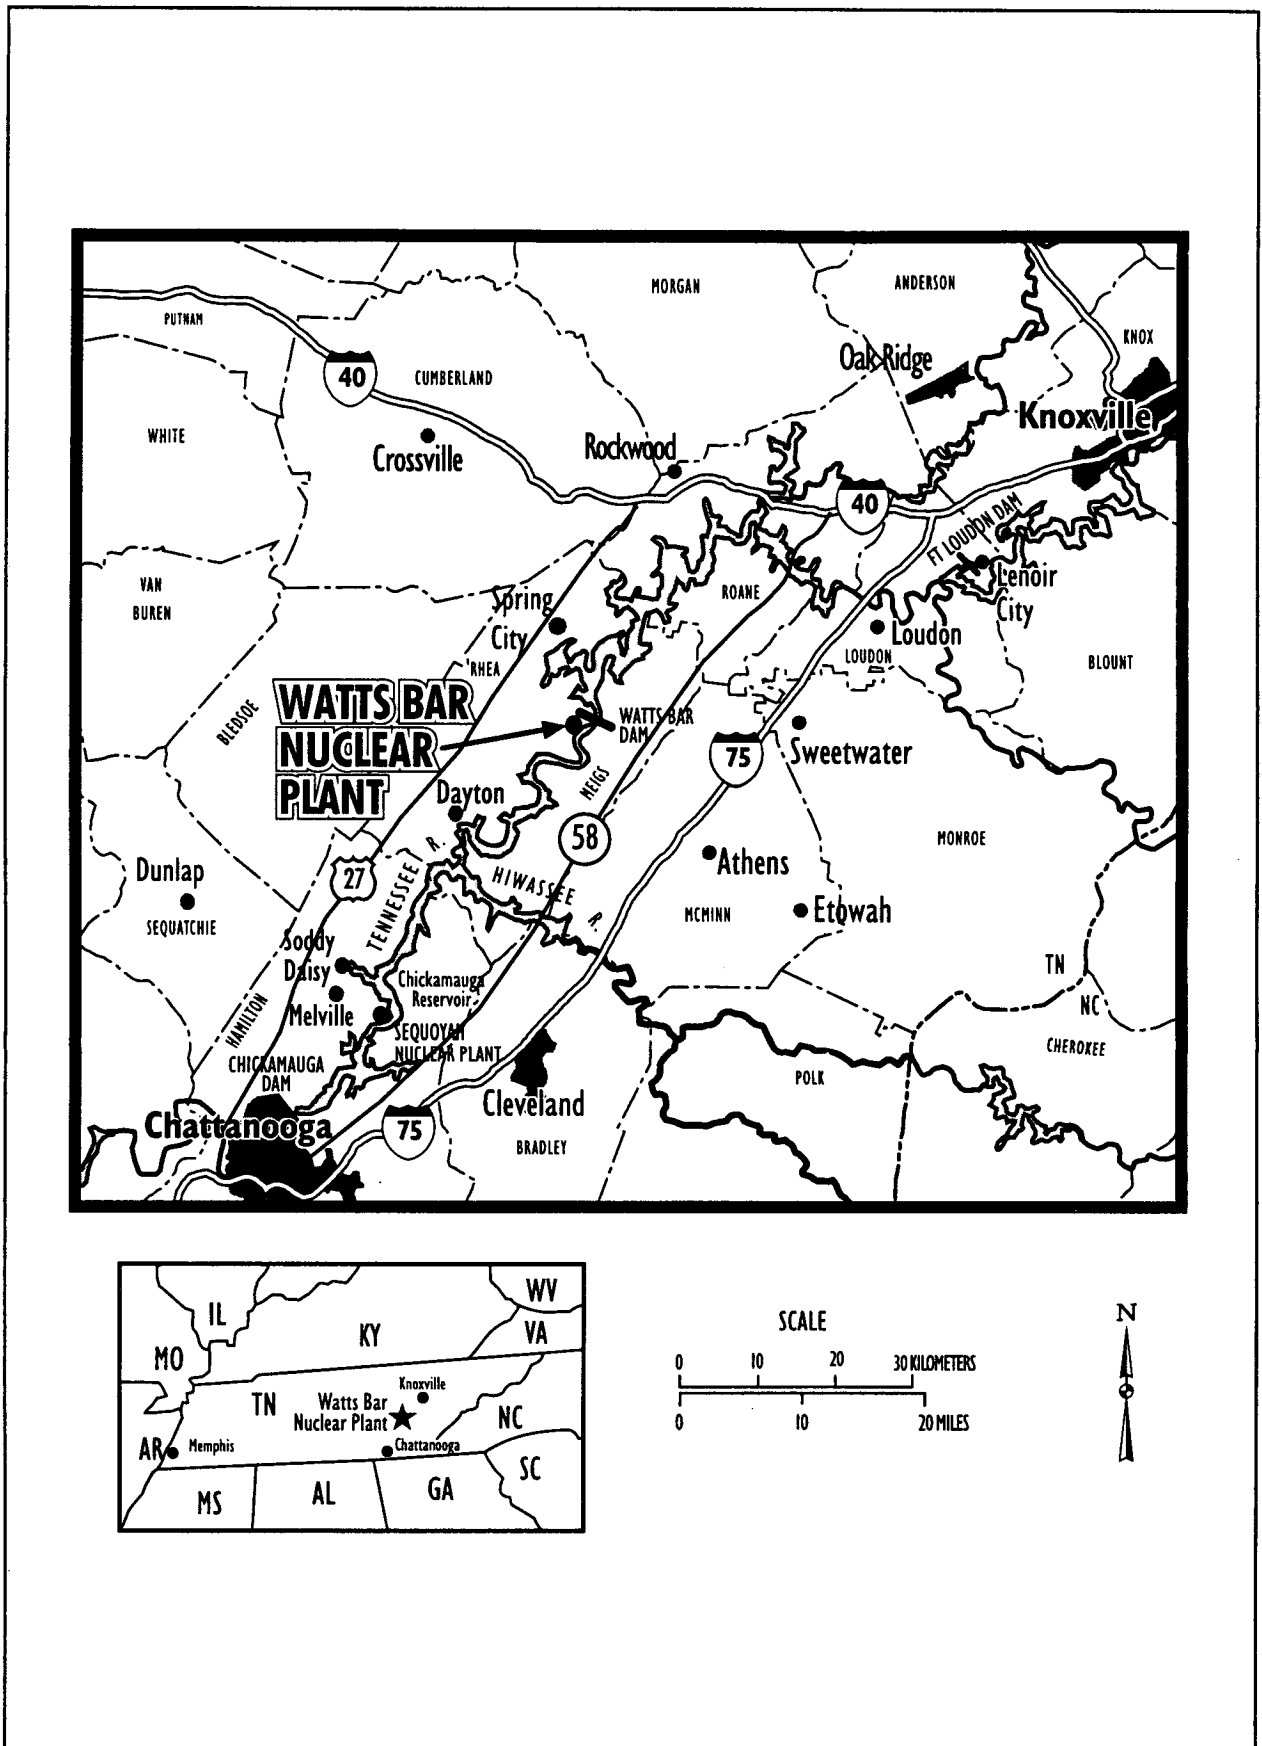 MORGAN
ANDERSON
PUTNAM
KNOX
Oak Ridge
40
CUMBERLAND
Knoxville
WHITE
Rockwood
Crossville
40
FT LOUDON DAM
VAN
BUREN
Spring
City
ROANE
Lenoir
City
Loudon
LOUDON
BLOUNT
RHEA
BLEDSOE
WATTS BAR
NUCLEAR
PLANT
WATTS BAR
DAM
75
Sweetwater
MEIGS
Dayton
58
MONROE
Dunlap
27
TENNESSEE R.
HIWASSEE R.
Athens
MCMINN
Etowah
SEQUATCHIE
Soddy
Daisy
TN
NC
Chickamauga
Reservoir
Melville
HAMILTON
SEQUOYAH
NUCLEAR PLANT
CHEROKEE
CHICKAMAUGA
DAM
POLK
Cleveland
Chattanooga
75
BRADLEY
WV
IL
KY
VA
MO
Knoxville
TN
Watts Bar
Nuclear Plant
NC
AR
Memphis
Chattanooga
SC
MS
AL
GA
SCALE
0 10 20 30 KILOMETERS
0 10 20 MILES
N